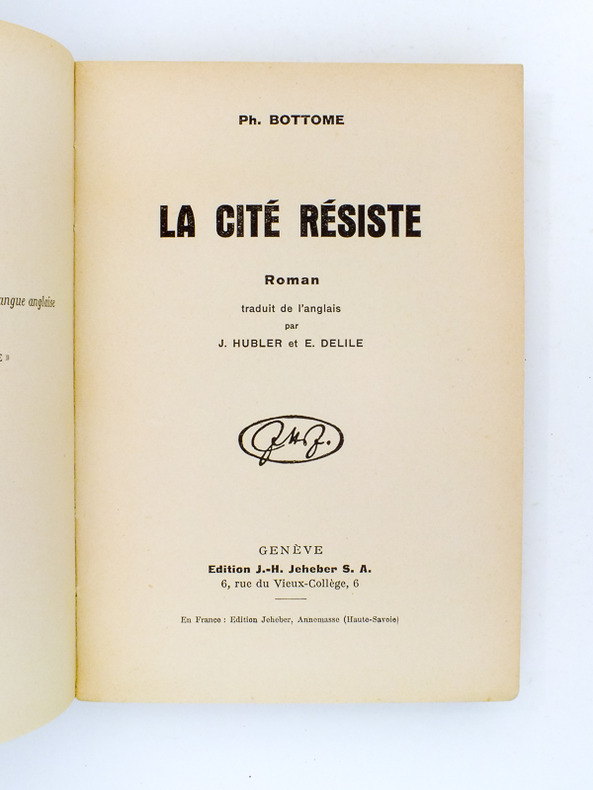 angue anglaise
E »
Ph. BOTTOME
LA CITÉ RÉSISTE
Roman
traduit de l'anglais
par
J. HUBLER et E. DELILE
GENÈVE
Edition J.-H. Jeheber S. A.
6, rue du Vieux-Collège, 6
En France : Edition Jeheber, Annemasse (Haute-Savoie)